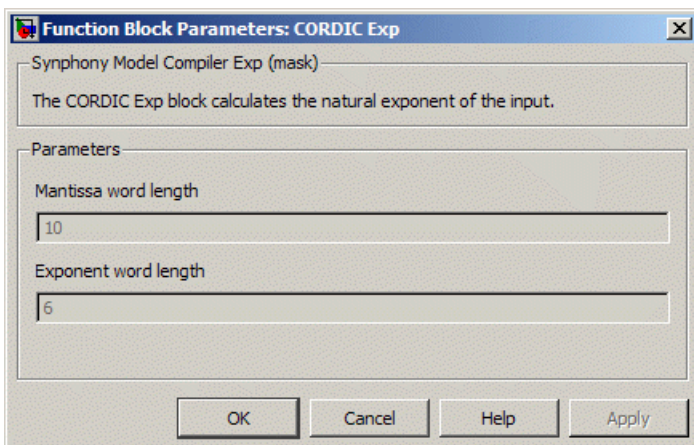 Function Block Parameters: CORDIC Exp
Synphony Model Compiler Exp (mask)
The CORDIC Exp block calculates the natural exponent of the input.
Parameters
Mantissa word length
10
Exponent word length
6
OK Cancel Help Apply